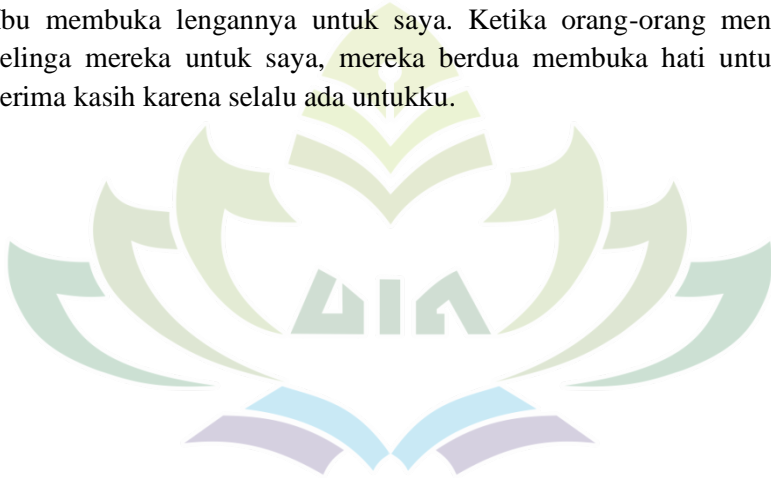 bu membuka lengannya untuk saya. Ketika orang-orang men
elinga mereka untuk saya, mereka berdua membuka hati untu
erima kasih karena selalu ada untukku.
UIN